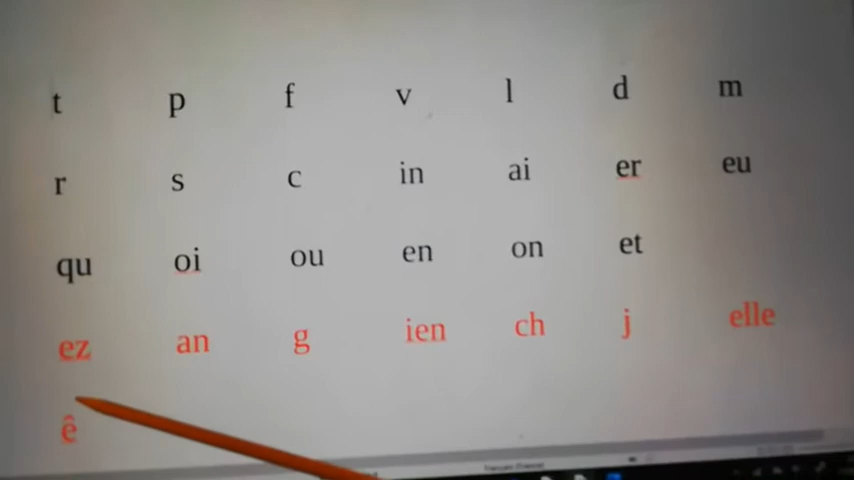 t p f v l d m
r s c in ai er eu
qu oi ou en on et
ez an g ien ch j elle
ê